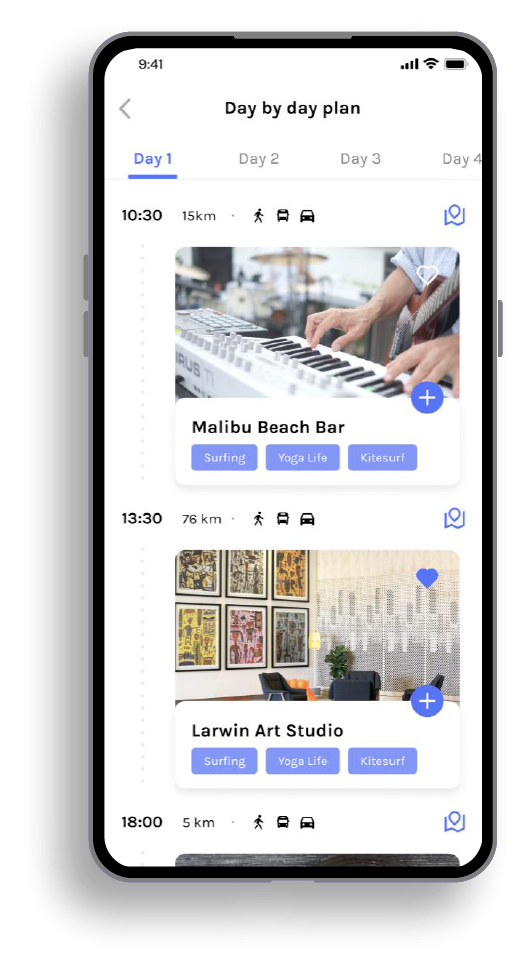 9:41
Day by day plan
Day 1 Day 2 Day 3 Day 4
10:30 15km ·
Malibu Beach Bar
Surfing Yoga Life Kitesurf
13:30 76 km ·
Larwin Art Studio
Surfing Yoga Life Kitesurf
18:00 5 km ·